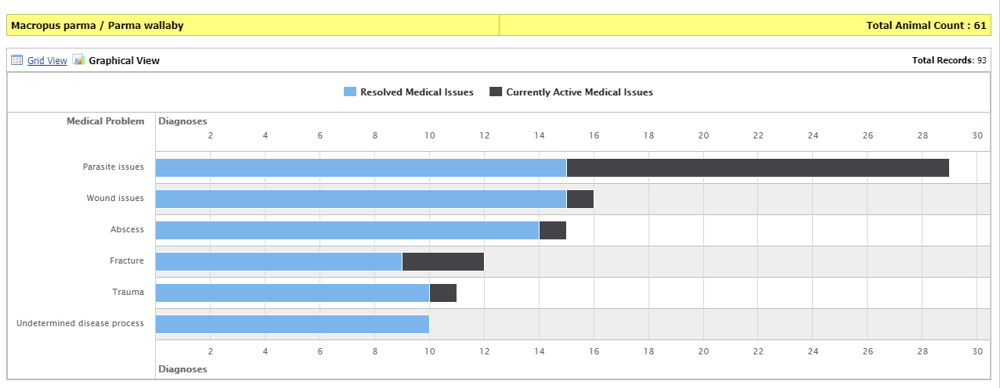 Macropus parma / Parma wallaby Total Animal Count : 61
Grid View Graphical View Total Records: 93
Resolved Medical Issues Currently Active Medical Issues
Medical Problem Diagnoses
2 4 6 8 10 12 14 16 18 20 22 24 26 28 30
Parasite issues
Wound issues
Abscess
Fracture
Trauma
Undetermined disease process
2 4 6 8 10 12 14 16 18 20 22 24 26 28 30
Diagnoses